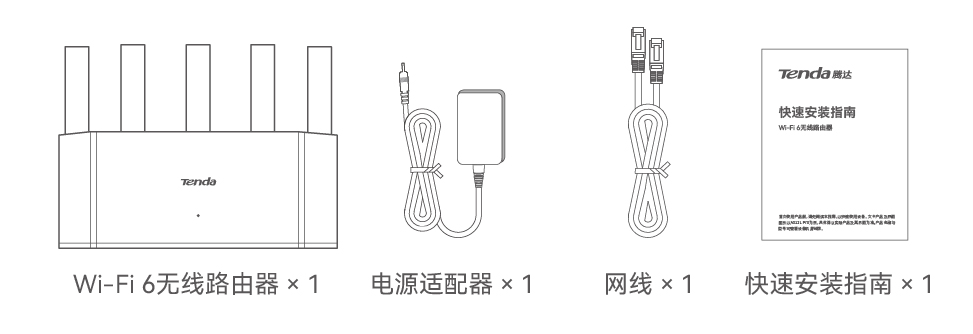 Tenda
Wi-Fi 6无线路由器 × 1
电源适配器 × 1
网线 × 1
Tenda腾达
快速安装指南
Wi-Fi 6无线路由器
快速安装指南 × 1